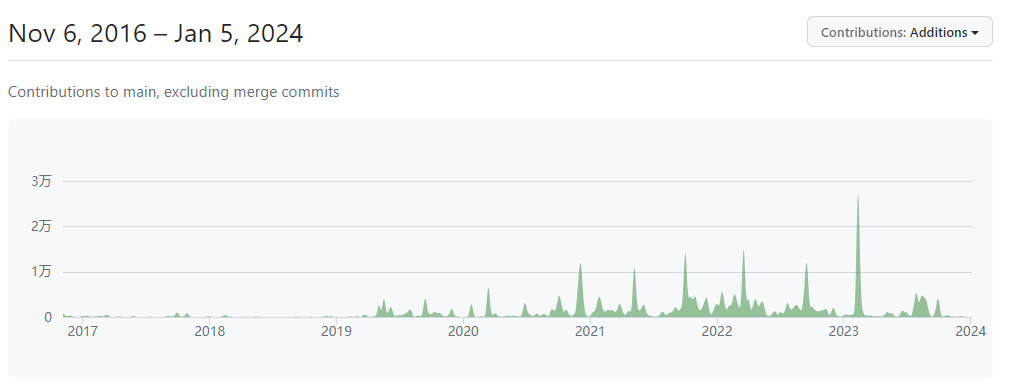 Nov 6, 2016 – Jan 5, 2024
Contributions: Additions
Contributions to main, excluding merge commits
3万
2万
1万
0
2017 2018 2019 2020 2021 2022 2023 2024